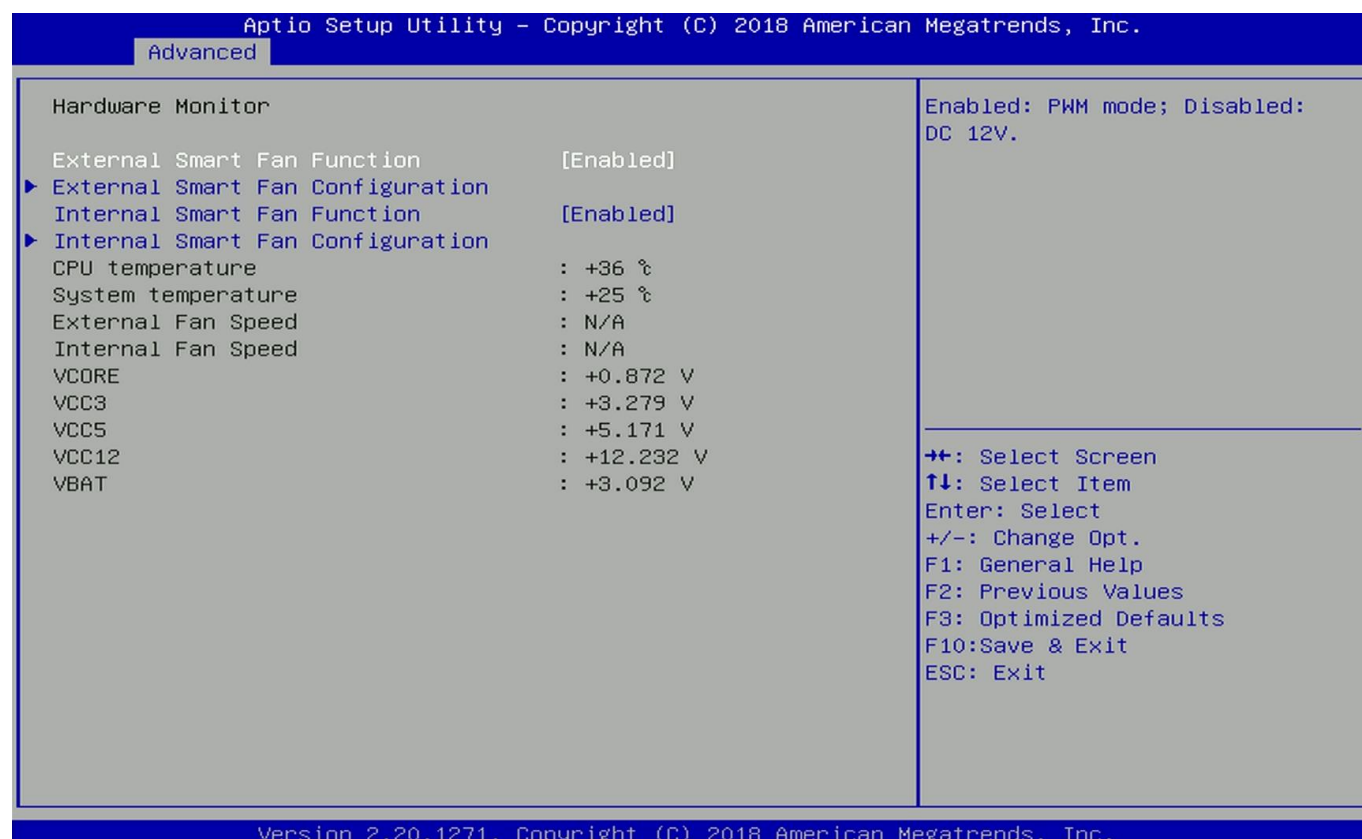 Aptio Setup Utility – Copyright (C) 2018 American Megatrends, Inc.
Advanced
Hardware Monitor
External Smart Fan Function [Enabled]
▶ External Smart Fan Configuration
Internal Smart Fan Function [Enabled]
▶ Internal Smart Fan Configuration
CPU temperature : +36 ℃
System temperature : +25 ℃
External Fan Speed : N/A
Internal Fan Speed : N/A
VCORE : +0.872 V
VCC3 : +3.279 V
VCC5 : +5.171 V
VCC12 : +12.232 V
VBAT : +3.092 V
Enabled: PWM mode; Disabled:
DC 12V.
→←: Select Screen
↑↓: Select Item
Enter: Select
+/-: Change Opt.
F1: General Help
F2: Previous Values
F3: Optimized Defaults
F10:Save & Exit
ESC: Exit
Version 2.20.1271. Copyright (C) 2018 American Megatrends, Inc.